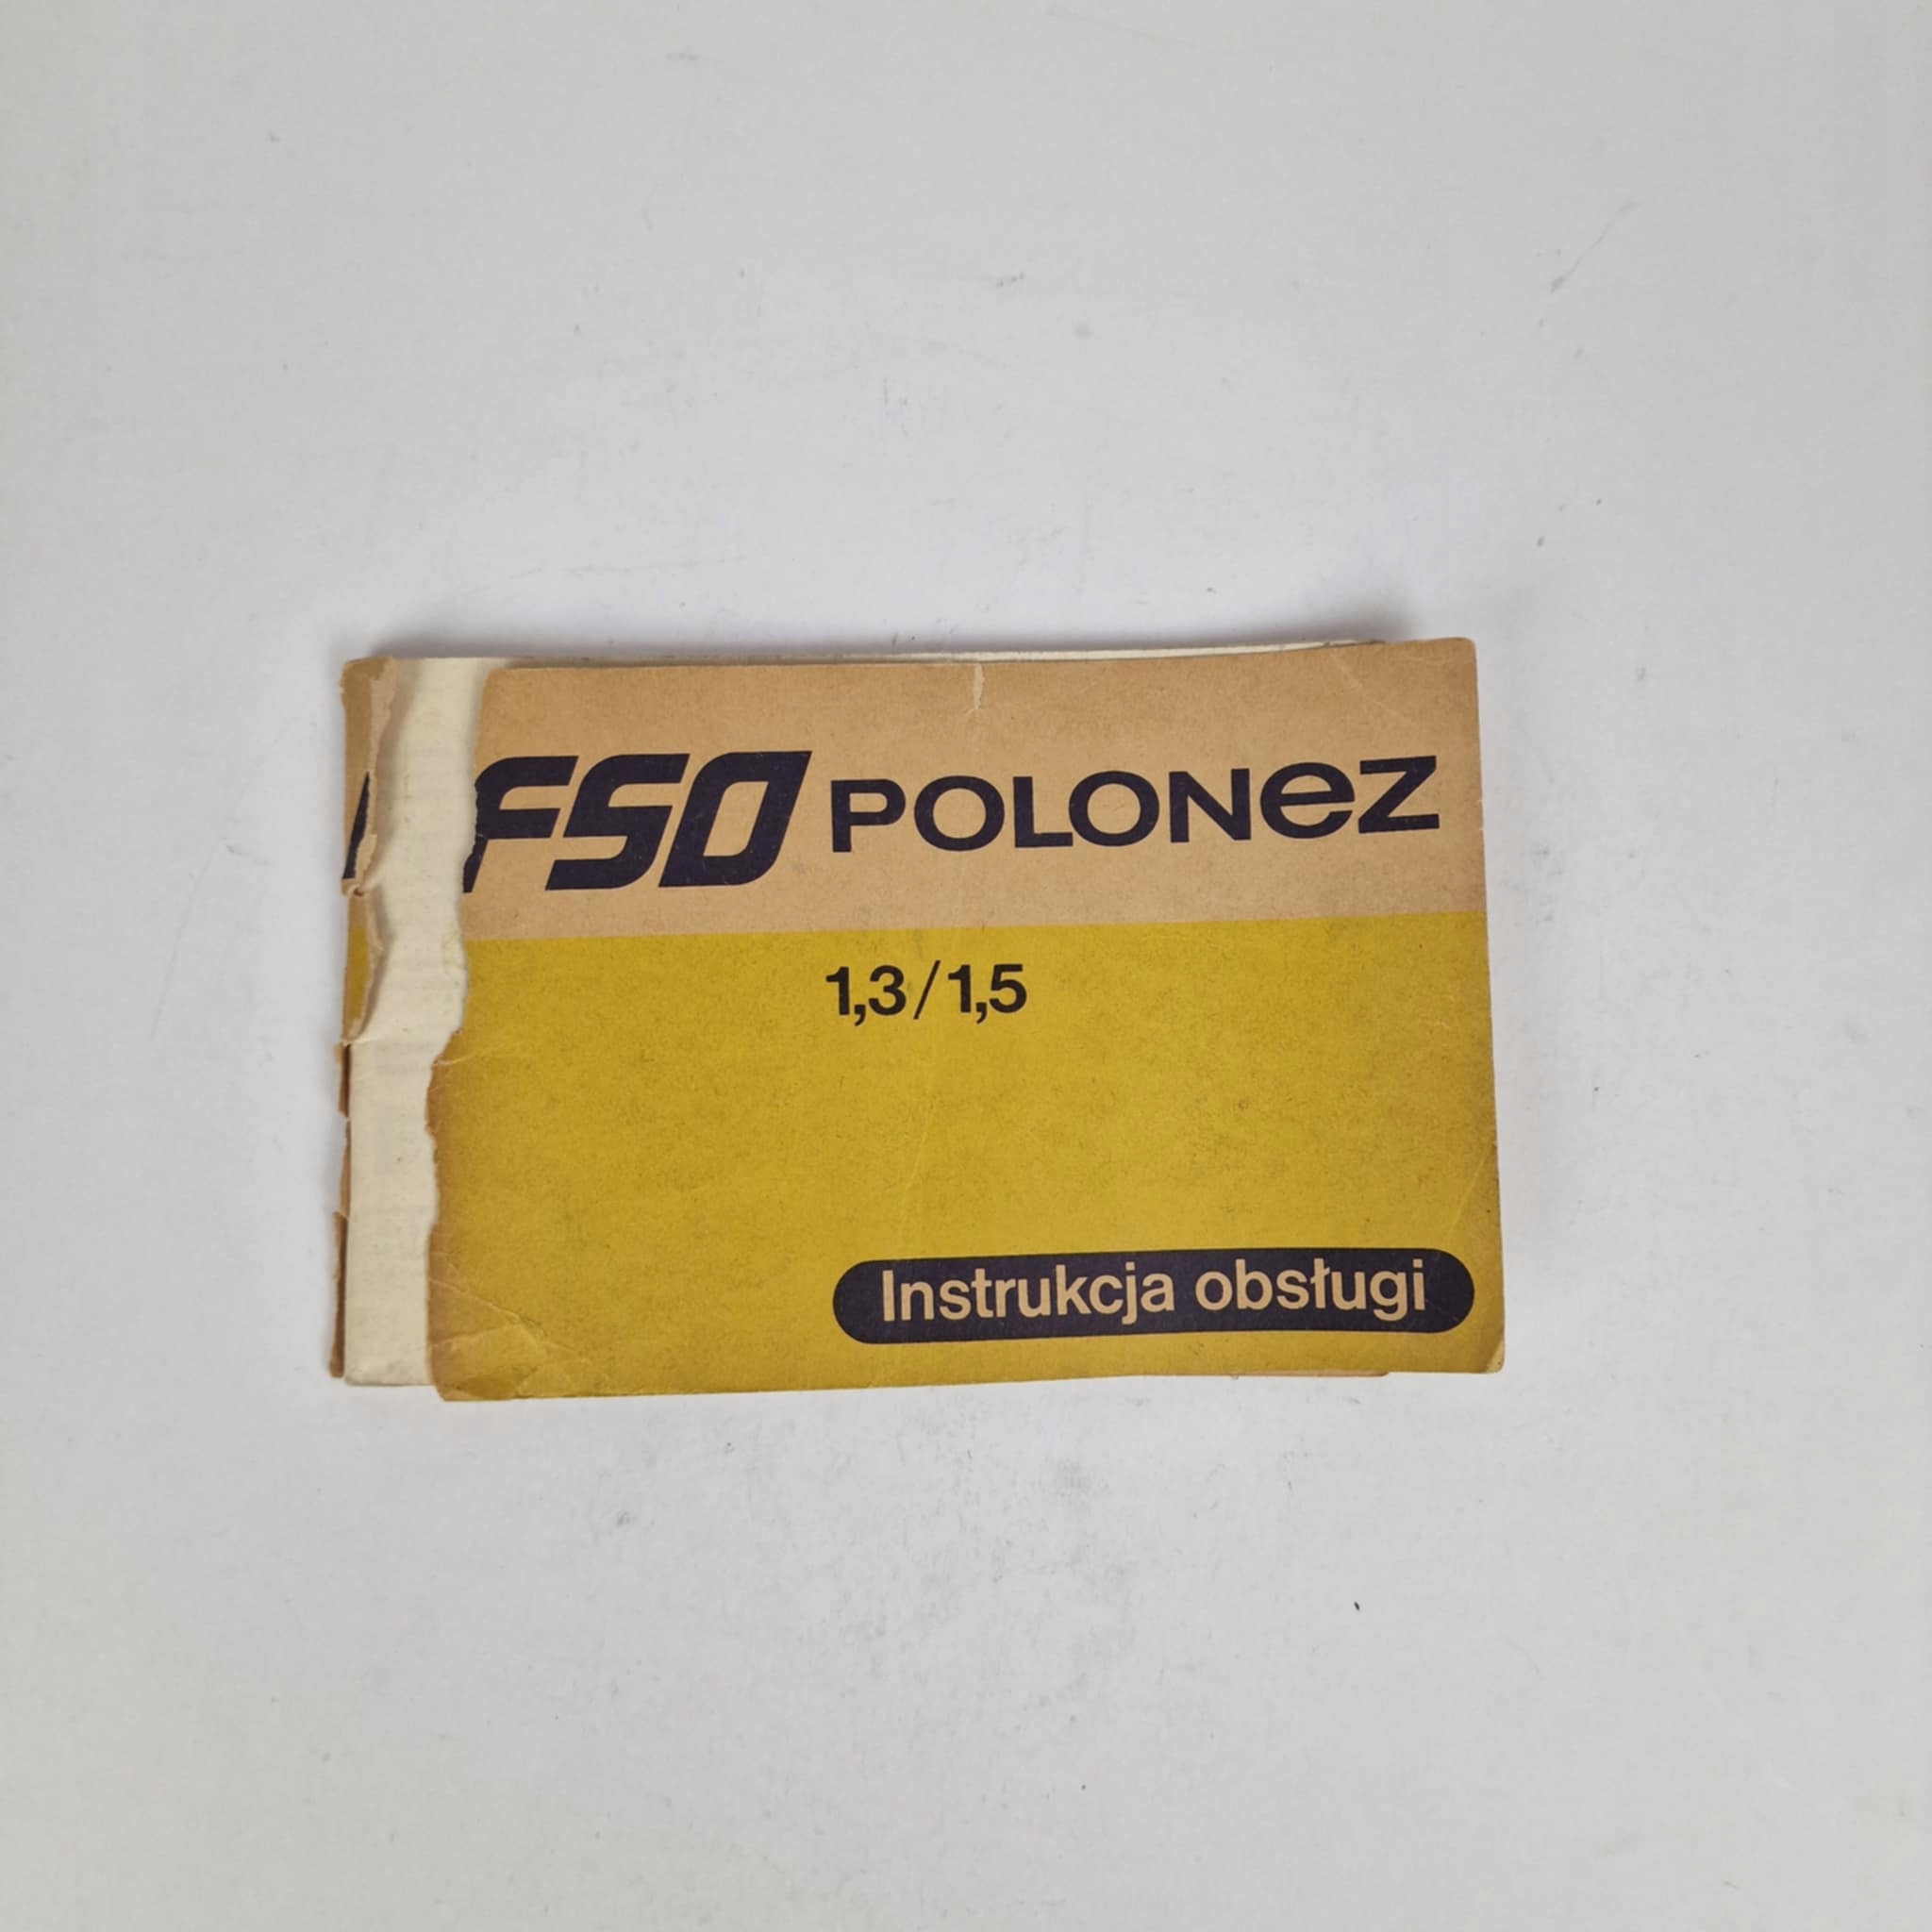 FSO POLONEZ
1,3/1,5
Instrukcja obsługi